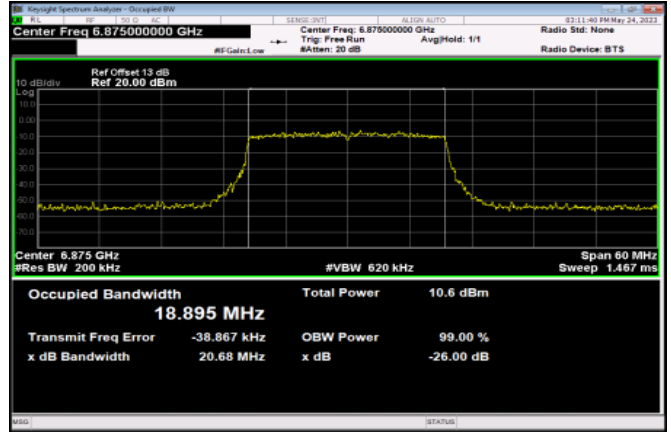 Keysight Spectrum Analyzer - Occupied BW
RL RF 50 Ω AC SENSE:INT ALIGN AUTO 03:11:40 PM May 24, 2023
Center Freq 6.875000000 GHz Center Freq: 6.875000000 GHz Radio Std: None
Trig: Free Run Avg|Hold: 1/1
#IFGain:Low #Atten: 20 dB Radio Device: BTS
Ref Offset 13 dB
10 dB/div Ref 20.00 dBm
Log
10.0
0.00
-10.0
-20.0
-30.0
-40.0
-50.0
-60.0
-70.0
Center 6.875 GHz Span 60 MHz
#Res BW 200 kHz #VBW 620 kHz Sweep 1.467 ms
Occupied Bandwidth Total Power 10.6 dBm
18.895 MHz
Transmit Freq Error -38.867 kHz OBW Power 99.00 %
x dB Bandwidth 20.68 MHz x dB -26.00 dB
MSG STATUS